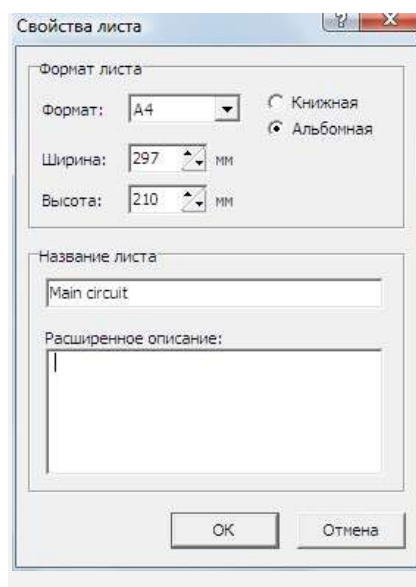 Свойства листа
Формат листа
Формат: A4
Книжная
Альбомная
Ширина: 297 мм
Высота: 210 мм
Название листа
Main circuit
Расширенное описание:
OK Отмена